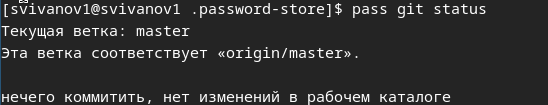 [svivanov1@svivanov1 .password-store]$ pass git status
Текущая ветка: master
Эта ветка соответствует «origin/master».
нечего коммитить, нет изменений в рабочем каталоге